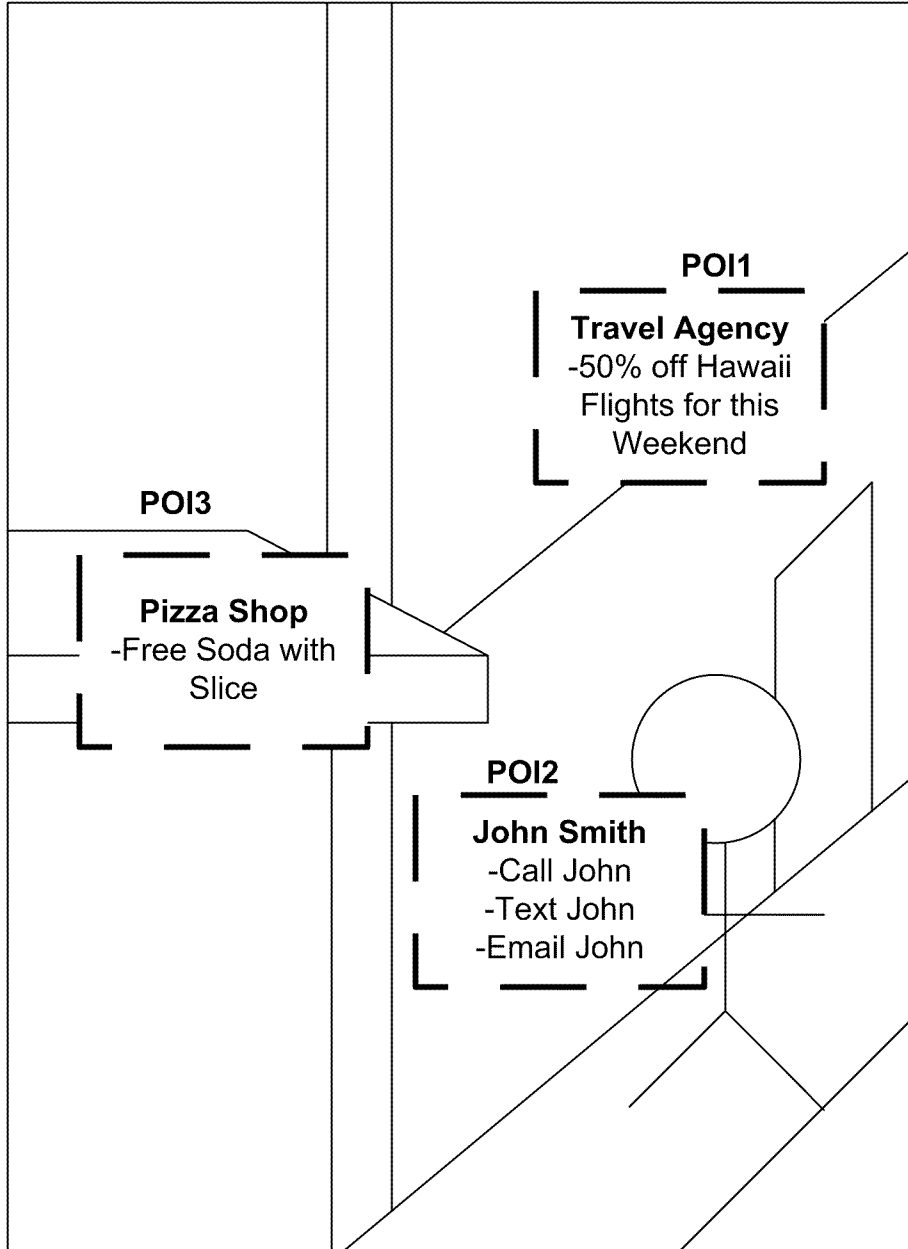 POI1
Travel Agency
-50% off Hawaii
Flights for this
Weekend
POI3
Pizza Shop
-Free Soda with
Slice
POI2
John Smith
-Call John
-Text John
-Email John